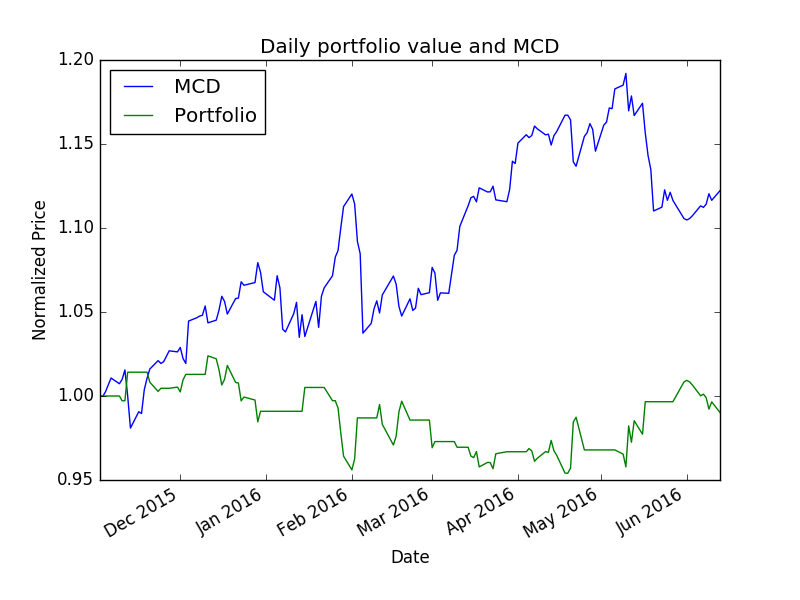 Daily portfolio value and MCD
MCD
Portfolio
Normalized Price
1.20
1.15
1.10
1.05
1.00
0.95
Dec 2015
Jan 2016
Feb 2016
Mar 2016
Apr 2016
May 2016
Jun 2016
Date